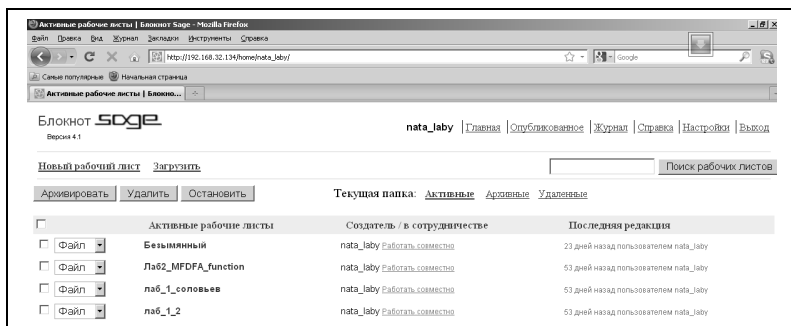 Активные рабочие листы | Блокнот Sage - Mozilla Firefox
Файл Правка Вид Журнал Закладки Инструменты Справка
http://192.168.32.134/home/nata_laby/ Google
Самые популярные Начальная страница
Активные рабочие листы | Блокно...
Блокнот sage
Версия 4.1
nata_laby Главная Опубликованное Журнал Справка Настройки Выход
Новый рабочий лист Загрузить Поиск рабочих листов
Архивировать Удалить Остановить Текущая папка: Активные Архивные Удаленные
Активные рабочие листы Создатель / в сотрудничестве Последняя редакция
Файл Безымянный nata_laby Работать совместно 23 дней назад пользователем nata_laby
Файл Лаб2_MFDFA_function nata_laby Работать совместно 53 дней назад пользователем nata_laby
Файл лаб_1_соловьев nata_laby Работать совместно 53 дней назад пользователем nata_laby
Файл лаб_1_2 nata_laby Работать совместно 53 дней назад пользователем nata_laby